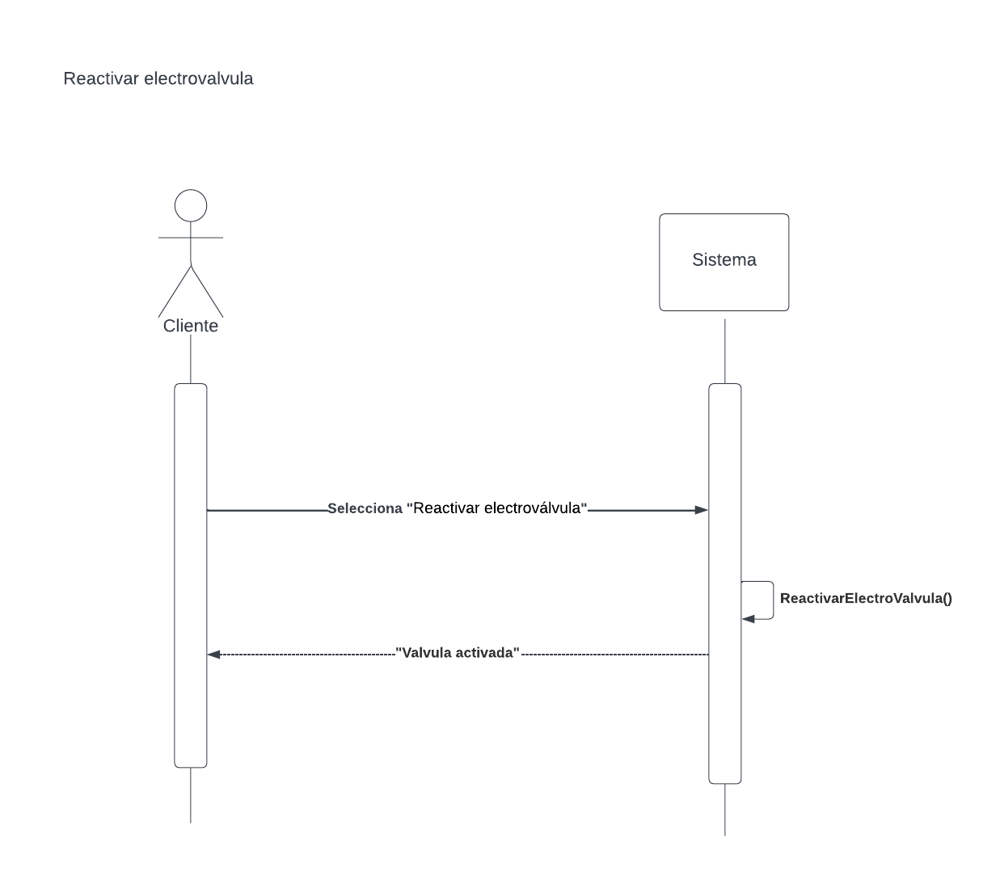 Reactivar electrovalvula
Sistema
Cliente
Selecciona "Reactivar electroválvula"
ReactivarElectroValvula()
"Valvula activada"